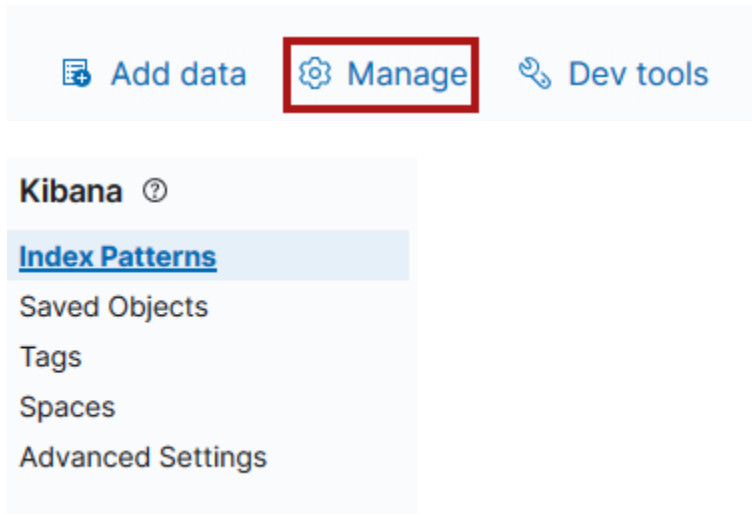 Add data Manage Dev tools
Kibana
Index Patterns
Saved Objects
Tags
Spaces
Advanced Settings